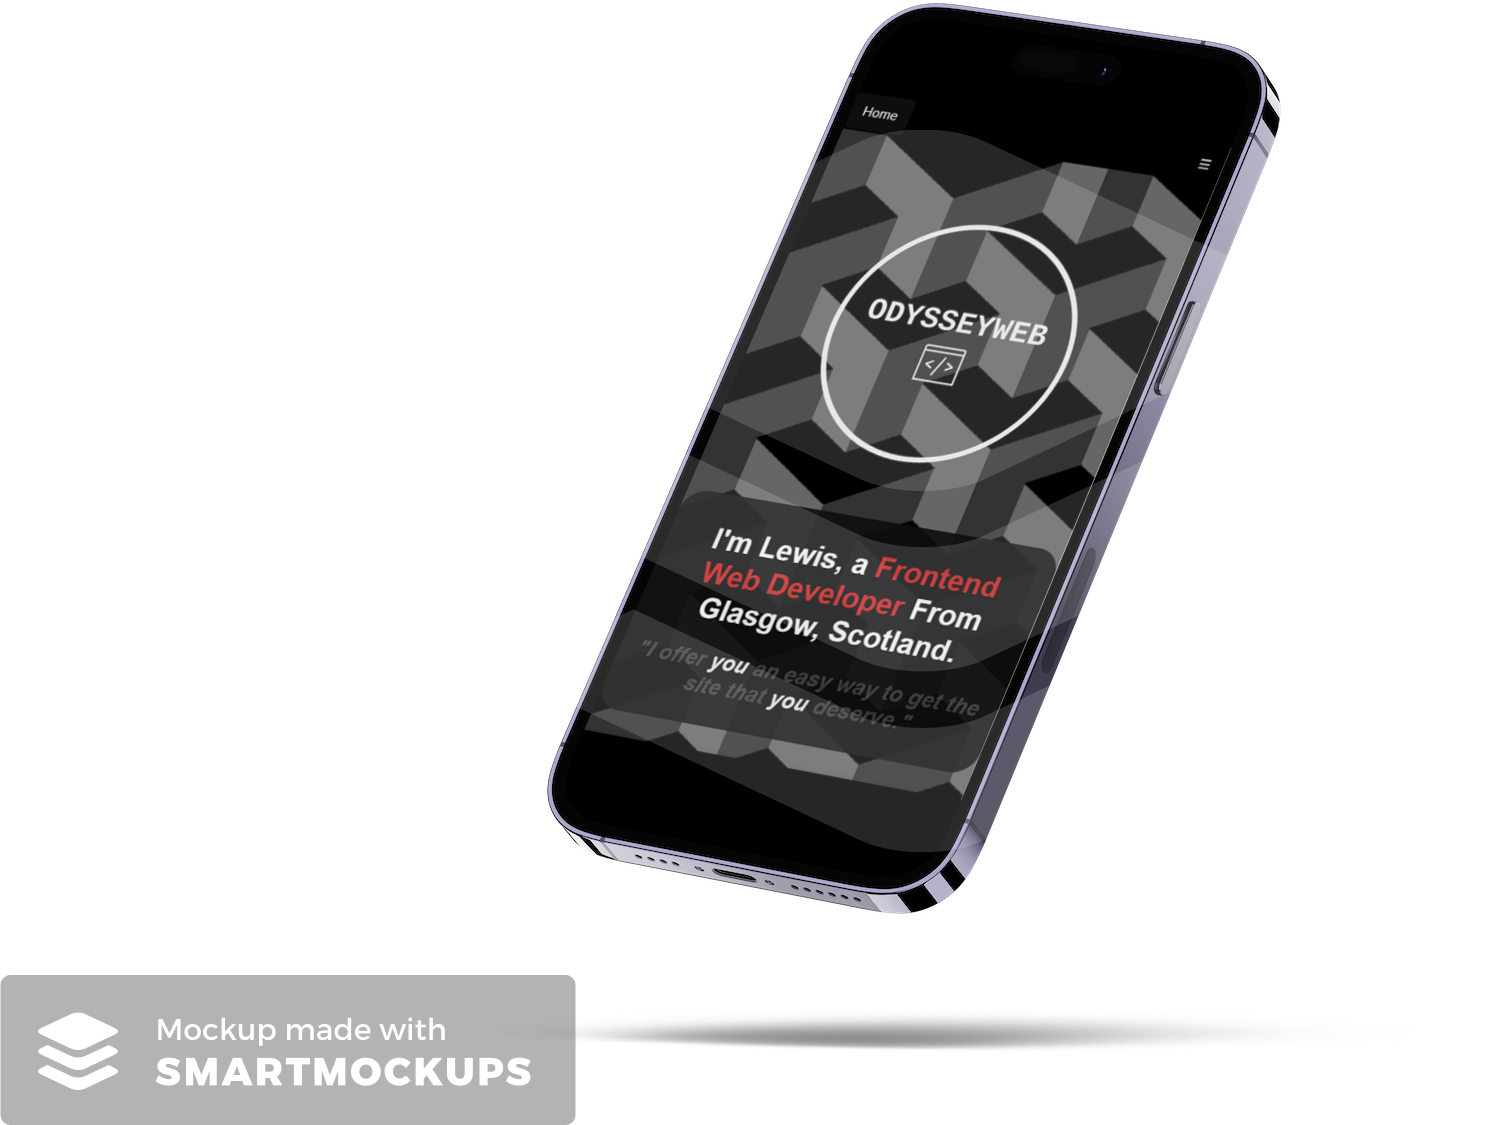 Home
ODYSSEYWEB
</>
I'm Lewis, a Frontend
Web Developer From
Glasgow, Scotland.
"I offer you an easy way to get the
site that you deserve."
Mockup made with
SMARTMOCKUPS